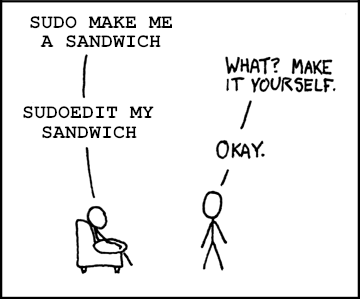 SUDO MAKE ME
A SANDWICH
WHAT? MAKE
IT YOURSELF.
SUDOEDIT MY
SANDWICH
OKAY.